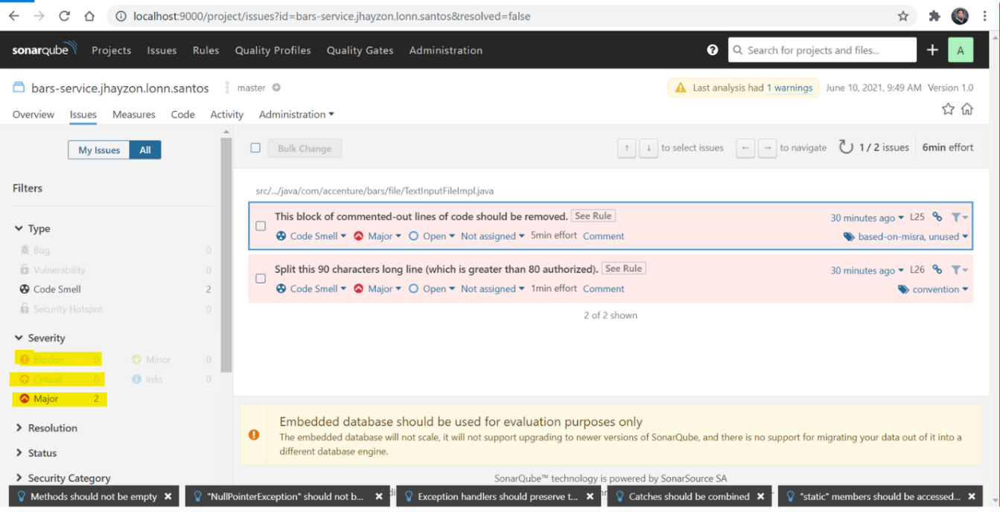 localhost:9000/project/issues?id=bars-service.jhayzon.lonn.santos&resolved=false
sonarqube Projects Issues Rules Quality Profiles Quality Gates Administration ? Search for projects and files... + A
bars-service.jhayzon.lonn.santos master Last analysis had 1 warnings June 10, 2021, 9:49 AM Version 1.0
Overview Issues Measures Code Activity Administration
My Issues All
Bulk Change ↑ ↓ to select issues ← → to navigate 1 / 2 issues 6min effort
Filters
Type
Bug 0
Vulnerability 0
Code Smell 2
Security Hotspot 0
Severity
Blocker 0 Minor 0
Critical 0 Info 0
Major 2
Resolution
Status
Security Category
src/.../java/com/accenture/bars/file/TextInputFileImpl.java
This block of commented-out lines of code should be removed. See Rule 30 minutes ago L25
Code Smell Major Open Not assigned 5min effort Comment based-on-misra, unused
Split this 90 characters long line (which is greater than 80 authorized). See Rule 30 minutes ago L26
Code Smell Major Open Not assigned 1min effort Comment convention
2 of 2 shown
Embedded database should be used for evaluation purposes only
The embedded database will not scale, it will not support upgrading to newer versions of SonarQube, and there is no support for migrating your data out of it into a
different database engine.
SonarQube™ technology is powered by SonarSource SA
Methods should not be empty × "NullPointerException" should not b... × Exception handlers should preserve t... × Catches should be combined × "static" members should be accessed... ×